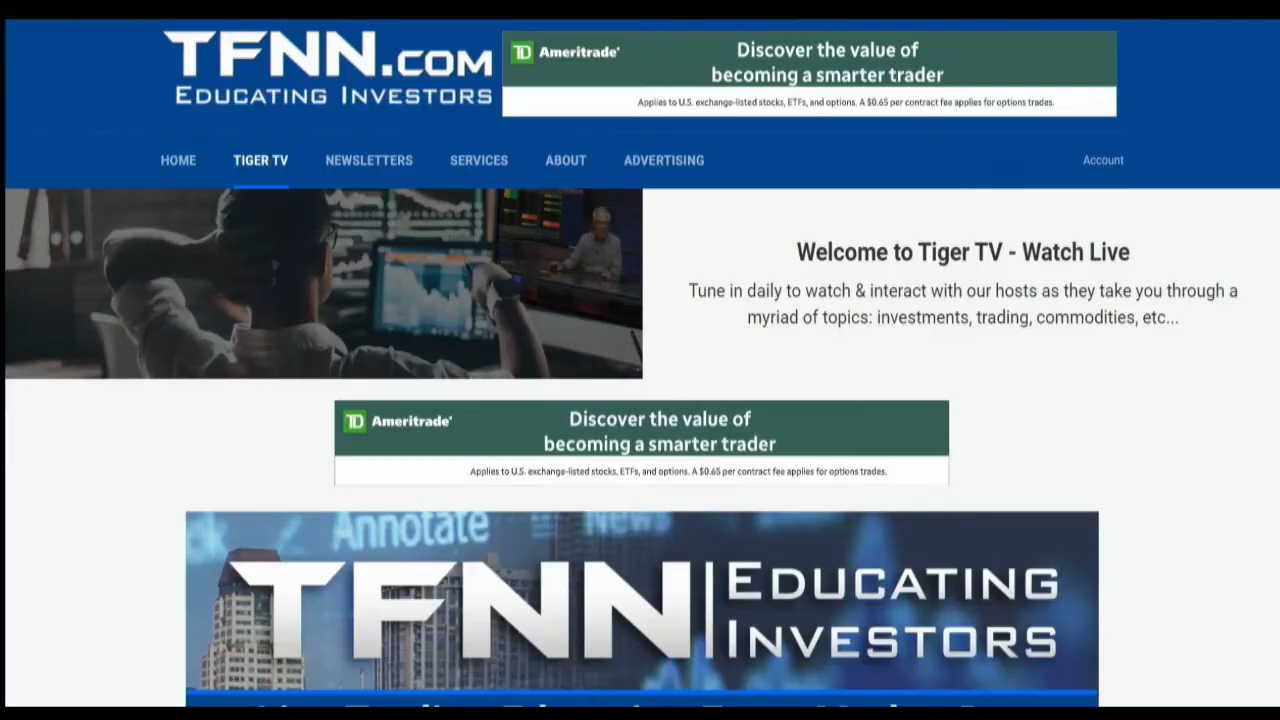 TFNN.COM
EDUCATING INVESTORS
TD Ameritrade
Discover the value of
becoming a smarter trader
Applies to U.S. exchange-listed stocks, ETFs, and options. A $0.65 per contract fee applies for options trades.
HOME TIGER TV NEWSLETTERS SERVICES ABOUT ADVERTISING Account
Welcome to Tiger TV - Watch Live
Tune in daily to watch & interact with our hosts as they take you through a
myriad of topics: investments, trading, commodities, etc...
TD Ameritrade
Discover the value of
becoming a smarter trader
Applies to U.S. exchange-listed stocks, ETFs, and options. A $0.65 per contract fee applies for options trades.
Annotate News
TFNN EDUCATING
INVESTORS